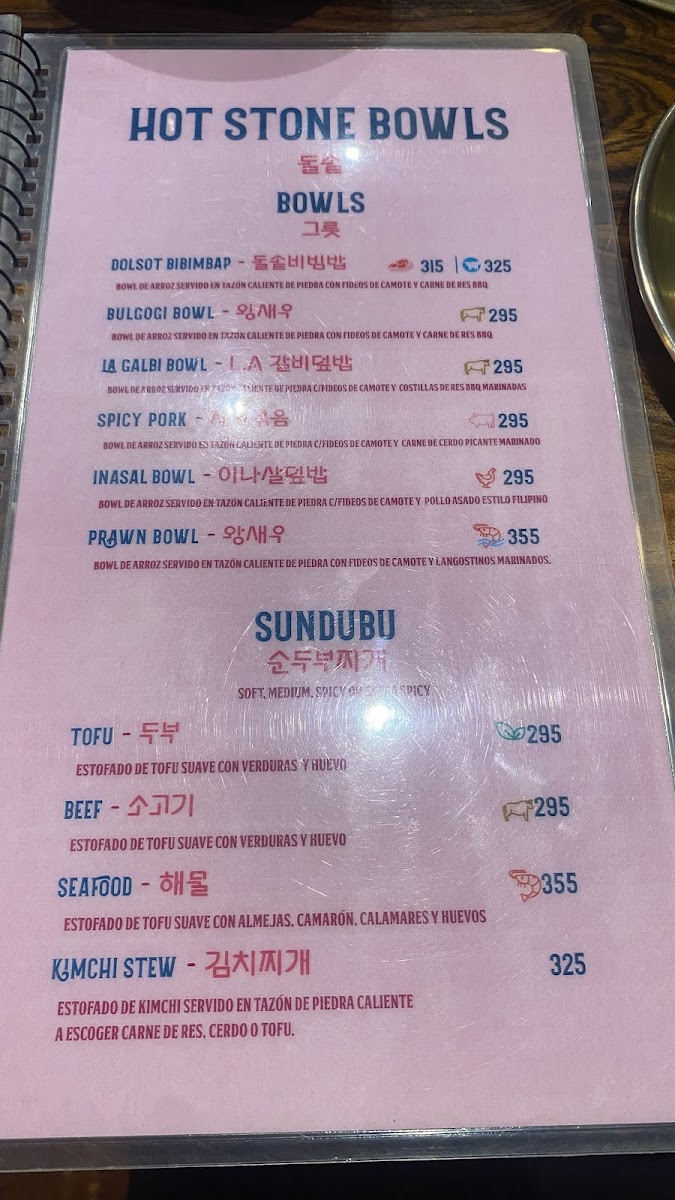 HOT STONE BOWLS
돌솥
BOWLS
그릇
DOLSOT BIBIMBAP - 돌솥비빔밥 315 | 325
BOWL DE ARROZ SERVIDO EN TAZÓN CALIENTE DE PIEDRA CON FIDEOS DE CAMOTE Y CARNE DE RES BBQ
BULGOGI BOWL - 왕새우 295
BOWL DE ARROZ SERVIDO EN TAZÓN CALIENTE DE PIEDRA CON FIDEOS DE CAMOTE Y CARNE DE RES BBQ
LA GALBI BOWL - L.A 갈비덮밥 295
BOWL DE ARROZ SERVIDO EN TAZÓN CALIENTE DE PIEDRA C/FIDEOS DE CAMOTE Y COSTILLAS DE RES BBQ MARINADAS
SPICY PORK - 볶음 295
BOWL DE ARROZ SERVIDO EN TAZÓN CALIENTE DE PIEDRA C/FIDEOS DE CAMOTE Y CARNE DE CERDO PICANTE MARINADO
INASAL BOWL - 이나살덮밥 295
BOWL DE ARROZ SERVIDO EN TAZÓN CALIENTE DE PIEDRA C/FIDEOS DE CAMOTE Y POLLO ASADO ESTILO FILIPINO
PRAWN BOWL - 왕새우 355
BOWL DE ARROZ SERVIDO EN TAZÓN CALIENTE DE PIEDRA CON FIDEOS DE CAMOTE Y LANGOSTINOS MARINADOS.
SUNDUBU
순두부찌개
SOFT, MEDIUM, SPICY OR EXTRA SPICY
TOFU - 두부 295
ESTOFADO DE TOFU SUAVE CON VERDURAS Y HUEVO
BEEF - 소고기 295
ESTOFADO DE TOFU SUAVE CON VERDURAS Y HUEVO
SEAFOOD - 해물 355
ESTOFADO DE TOFU SUAVE CON ALMEJAS, CAMARÓN, CALAMARES Y HUEVOS
KIMCHI STEW - 김치찌개 325
ESTOFADO DE KIMCHI SERVIDO EN TAZÓN DE PIEDRA CALIENTE
A ESCOGER CARNE DE RES, CERDO O TOFU.